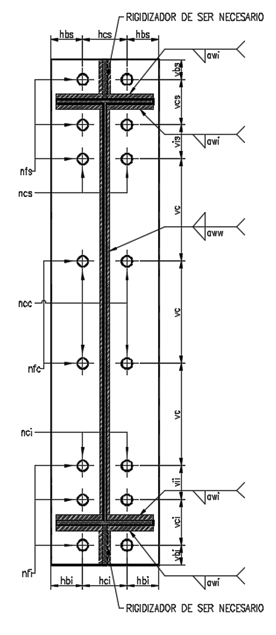 RIGIDIZADOR DE SER NECESARIO
hbs hcs hbs
awi
vbs
vcs
awi
vis
nfs
ncs
vc
aww
ncc
vc
nfc
vc
nci
vii
awi
vci
nfi
vbi
awi
hbi hci hbi
RIGIDIZADOR DE SER NECESARIO